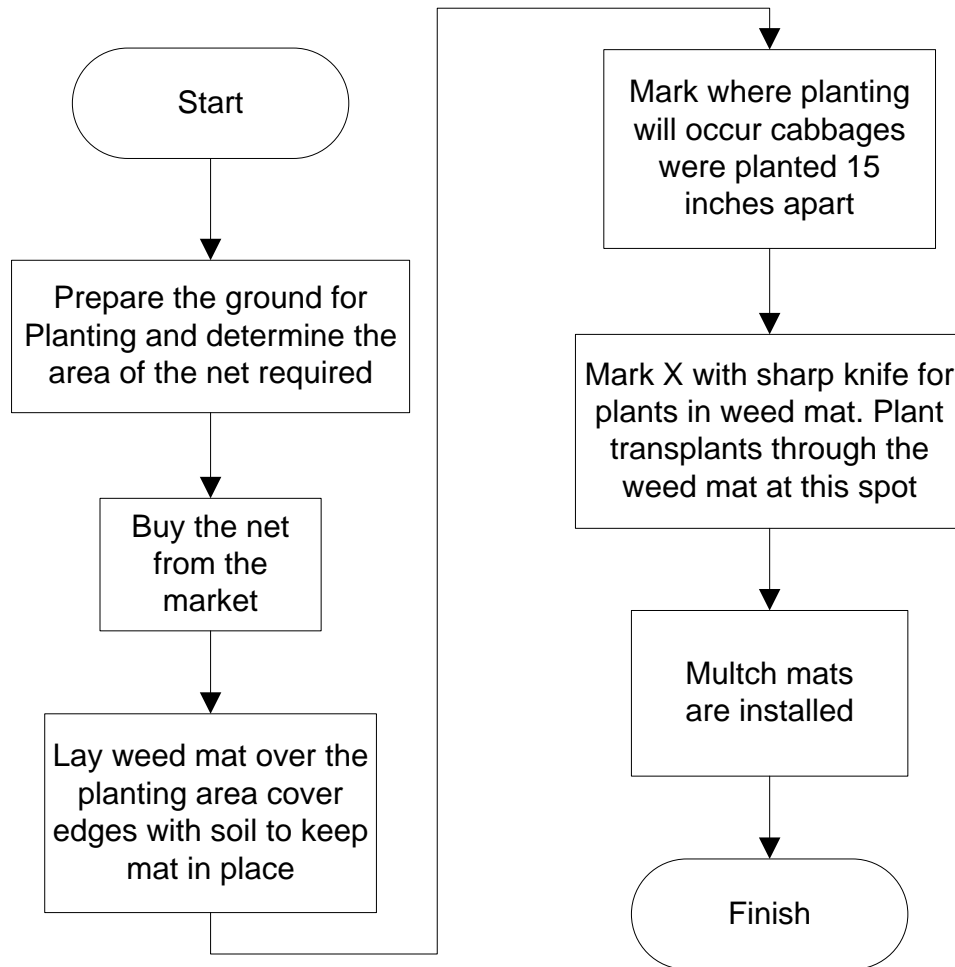 Start
Prepare the ground for
Planting and determine the
area of the net required
Buy the net
from the
market
Lay weed mat over the
planting area cover
edges with soil to keep
mat in place
Mark where planting
will occur cabbages
were planted 15
inches apart
Mark X with sharp knife for
plants in weed mat. Plant
transplants through the
weed mat at this spot
Multch mats
are installed
Finish